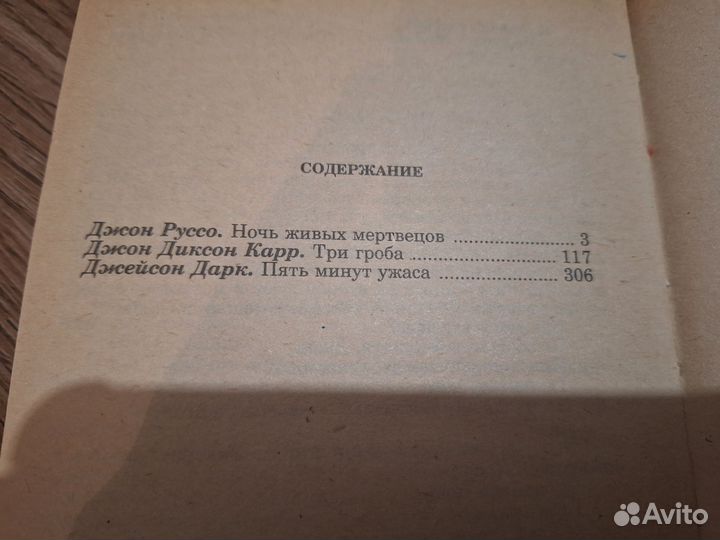 СОДЕРЖАНИЕ
Джон Руссо. Ночь живых мертвецов .................... 3
Джон Диксон Карр. Три гроба ........................ 117
Джейсон Дарк. Пять минут ужаса .................... 306
Avito